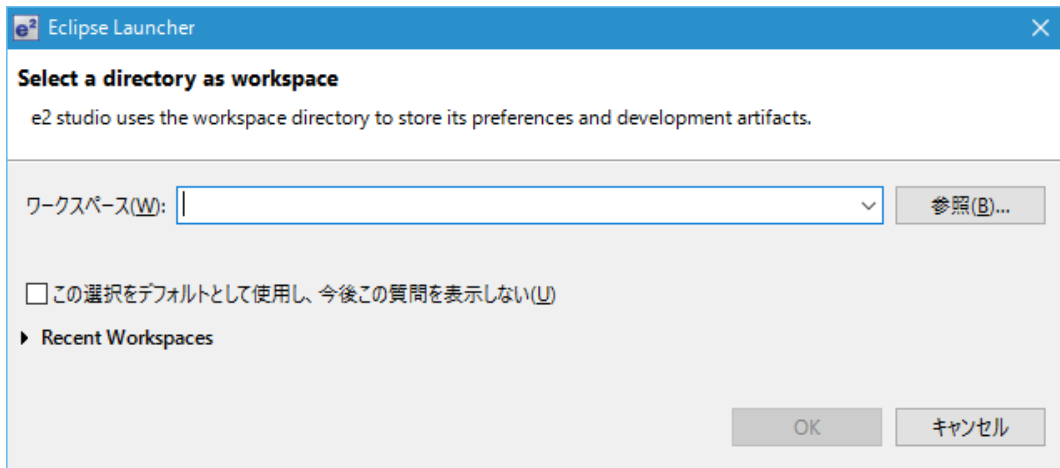 e² Eclipse Launcher
Select a directory as workspace
e2 studio uses the workspace directory to store its preferences and development artifacts.
ワークスペース(W): 参照(B)...
この選択をデフォルトとして使用し、今後この質問を表示しない(U)
Recent Workspaces
OK キャンセル